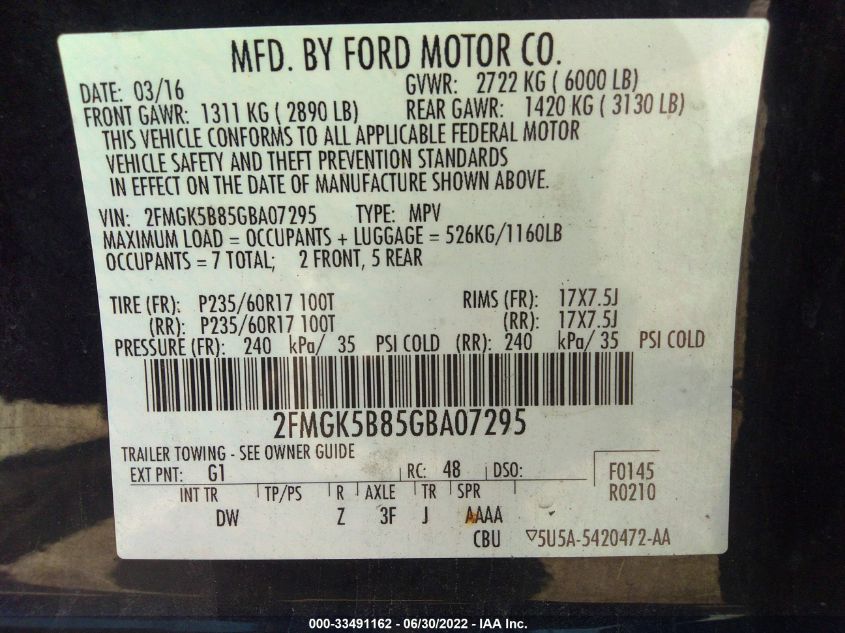 MFD. BY FORD MOTOR CO.
DATE: 03/16 GVWR: 2722 KG ( 6000 LB)
FRONT GAWR: 1311 KG ( 2890 LB) REAR GAWR: 1420 KG ( 3130 LB)
THIS VEHICLE CONFORMS TO ALL APPLICABLE FEDERAL MOTOR
VEHICLE SAFETY AND THEFT PREVENTION STANDARDS
IN EFFECT ON THE DATE OF MANUFACTURE SHOWN ABOVE.
VIN: 2FMGK5B85GBA07295 TYPE: MPV
MAXIMUM LOAD = OCCUPANTS + LUGGAGE = 526KG/1160LB
OCCUPANTS = 7 TOTAL; 2 FRONT, 5 REAR
TIRE (FR): P235/60R17 100T RIMS (FR): 17X7.5J
(RR): P235/60R17 100T (RR): 17X7.5J
PRESSURE (FR): 240 kPa/ 35 PSI COLD (RR): 240 kPa/ 35 PSI COLD
2FMGK5B85GBA07295
TRAILER TOWING - SEE OWNER GUIDE
EXT PNT: G1 RC: 48 DSO: F0145
R0210
INT TR TP/PS R AXLE TR SPR
DW Z 3F J AAAA
CBU ▽5U5A-5420472-AA
000-33491162 - 06/30/2022 - IAA Inc.